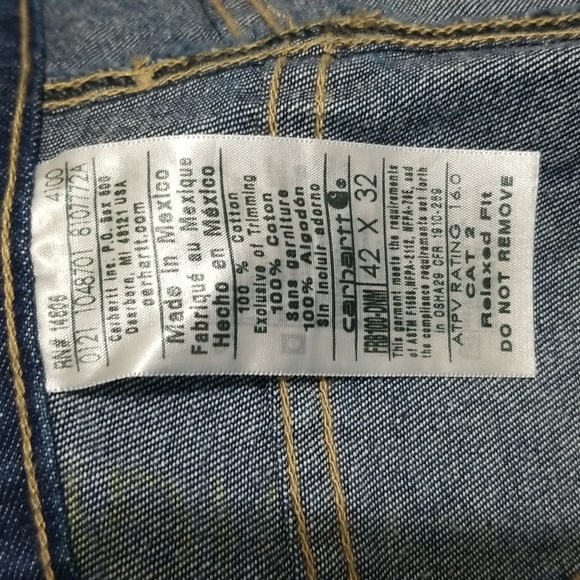 RN# 14806 4100
0721 1048701 B10772A
Carhartt Inc, P.O. Box 600
Dearborn, MI 48121 USA
carhartt.com
Made in Mexico
Fabriqué au Mexique
Hecho en México
100 % Cotton
Exclusive of Trimming
100% Coton
Sans garniture
100% Algodón
Sin incluir adorno
carhartt
FRB100-DNM 42 X 32
This garment meets the requirements
of ASTM F1506, NFPA-2112, NFPA-70E, and
the compliance requirements set forth
in OSHA29 CFR 1910-269
ATPV RATING 16.0
CAT 2
Relaxed Fit
DO NOT REMOVE